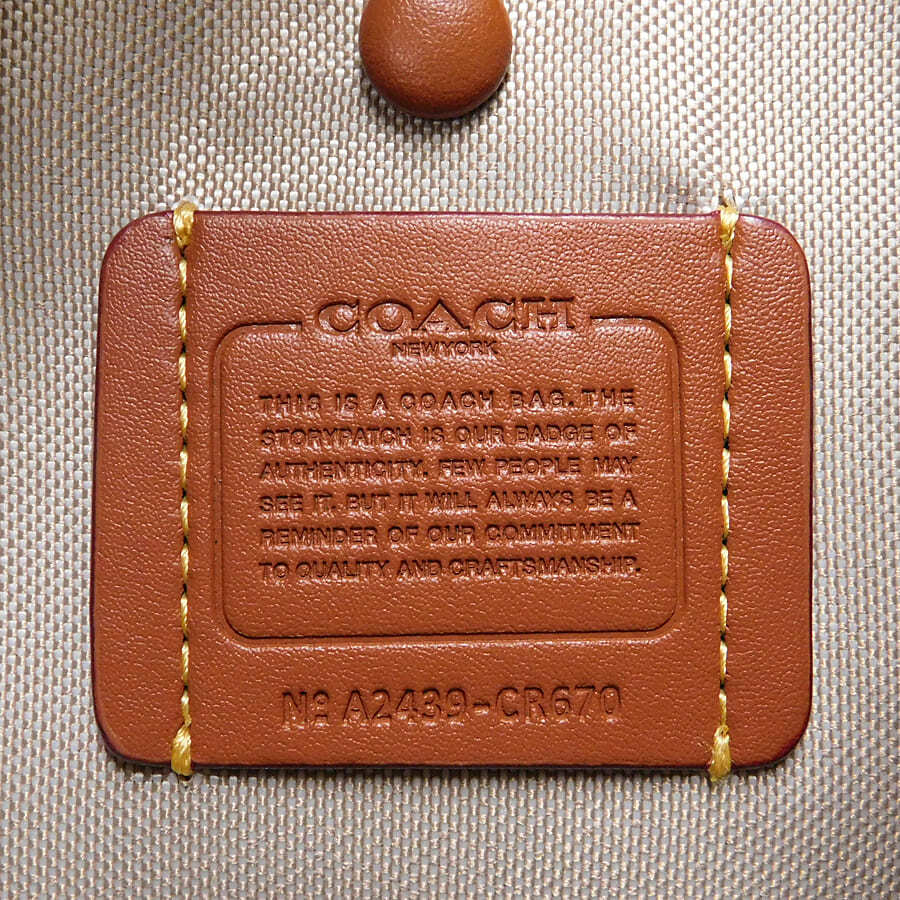 COACH
NEWYORK
THIS IS A COACH BAG. THE
STORYPATCH IS OUR BADGE OF
AUTHENTICITY. FEW PEOPLE MAY
SEE IT. BUT IT WILL ALWAYS BE A
REMINDER OF OUR COMMITMENT
TO QUALITY AND CRAFTSMANSHIP.
Nº A2439-CR670